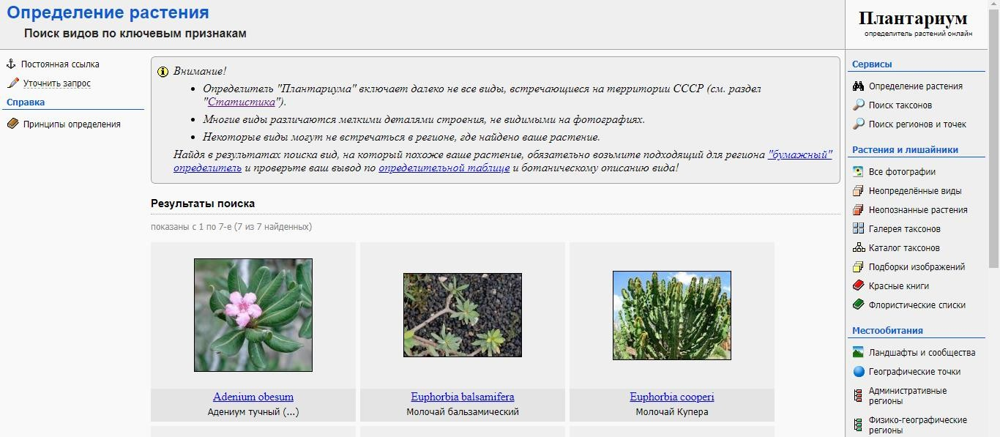 Определение растения
Поиск видов по ключевым признакам
Плантариум
определитель растений онлайн
Постоянная ссылка
Уточнить запрос
Справка
Принципы определения
Внимание!
Определитель "Плантариума" включает далеко не все виды, встречающиеся на территории СССР (см. раздел
"Статистика").
Многие виды различаются мелкими деталями строения, не видимыми на фотографиях.
Некоторые виды могут не встречаться в регионе, где найдено ваше растение.
Найдя в результатах поиска вид, на который похоже ваше растение, обязательно возьмите подходящий для региона "бумажный"
определитель и проверьте ваш вывод по определительной таблице и ботаническому описанию вида!
Результаты поиска
показаны с 1 по 7-е (7 из 7 найденных)
Adenium obesum
Адениум тучный (...)
Euphorbia balsamifera
Молочай бальзамический
Euphorbia cooperi
Молочай Купера
Сервисы
Определение растения
Поиск таксонов
Поиск регионов и точек
Растения и лишайники
Все фотографии
Неопределённые виды
Неопознанные растения
Галерея таксонов
Каталог таксонов
Подборки изображений
Красные книги
Флористические списки
Местообитания
Ландшафты и сообщества
Географические точки
Административные
регионы
Физико-географические
регионы